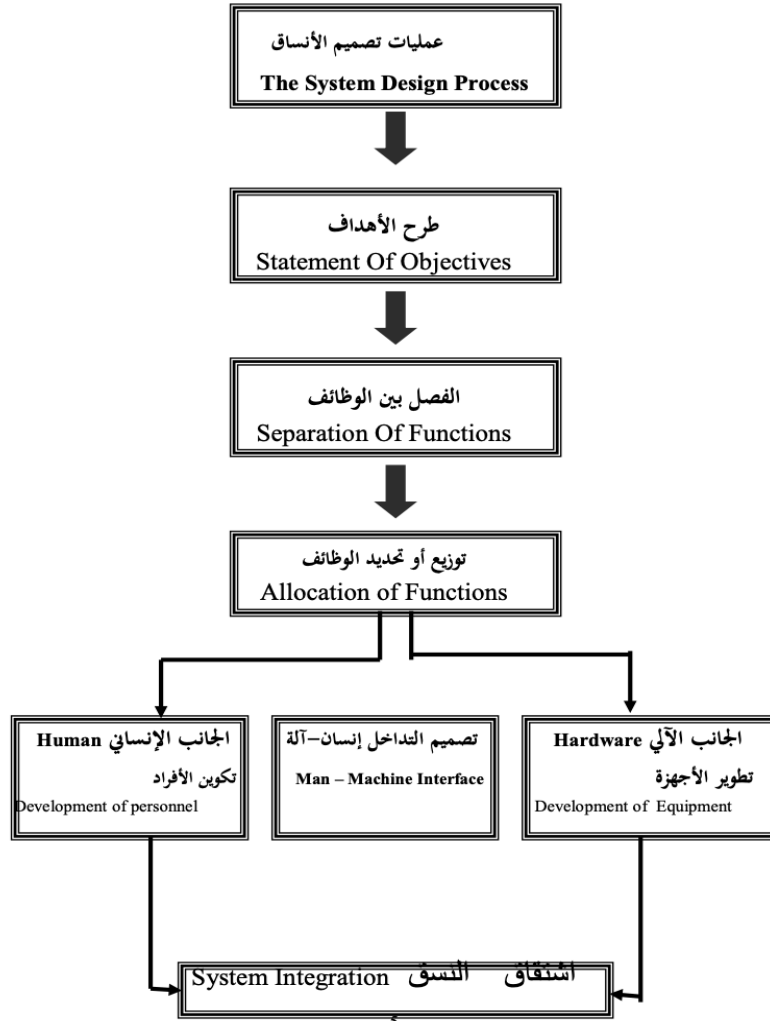 عمليات تصميم الأنساق
The System Design Process
طرح الأهداف
Statement Of Objectives
الفصل بين الوظائف
Separation Of Functions
توزيع أو تحديد الوظائف
Allocation of Functions
الجانب الإنساني Human
تكوين الأفراد
Development of personnel
تصميم التداخل إنسان–آلة
Man – Machine Interface
الجانب الآلي Hardware
تطوير الأجهزة
Development of Equipment
اشتقاق النسق System Integration